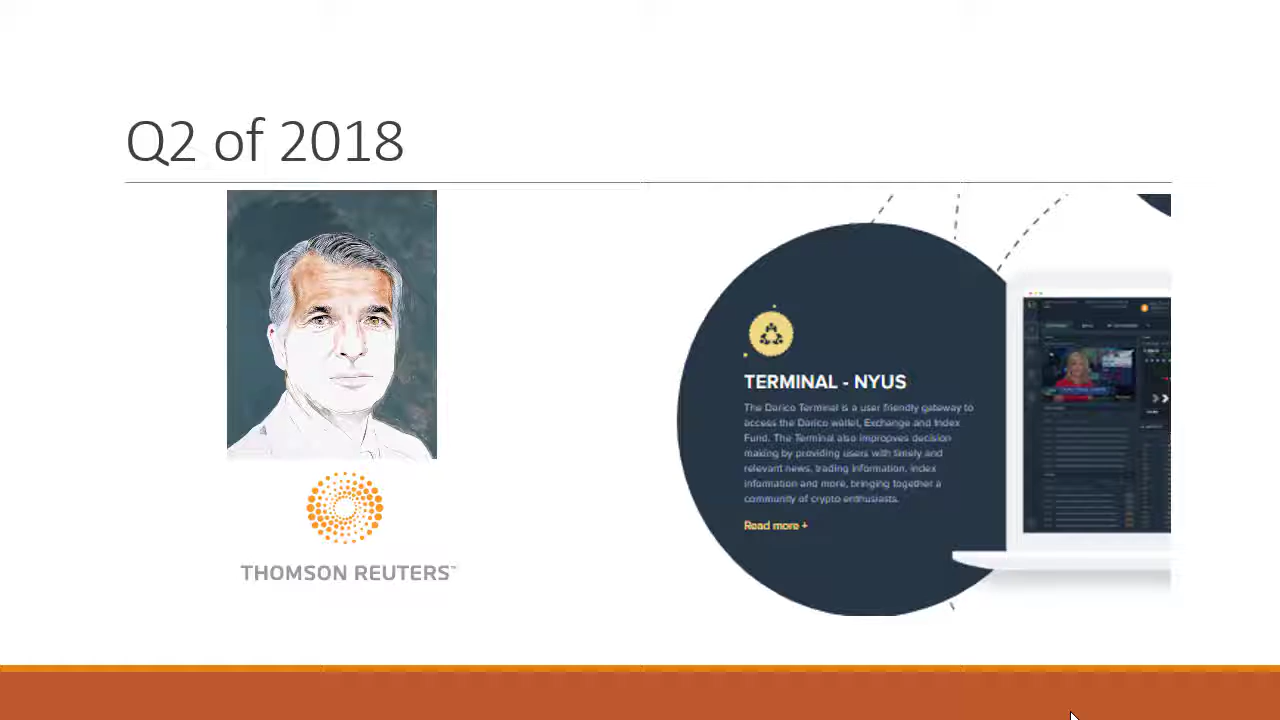 Q2 of 2018
THOMSON REUTERS™
TERMINAL - NYUS
The Darico Terminal is a user friendly gateway to
access the Darico wallet, Exchange and Index
Fund. The Terminal also impropves decision
making by providing users with timely and
relevant news, trading information, index
information and more, bringing together a
community of crypto enthusiasts.
Read more +